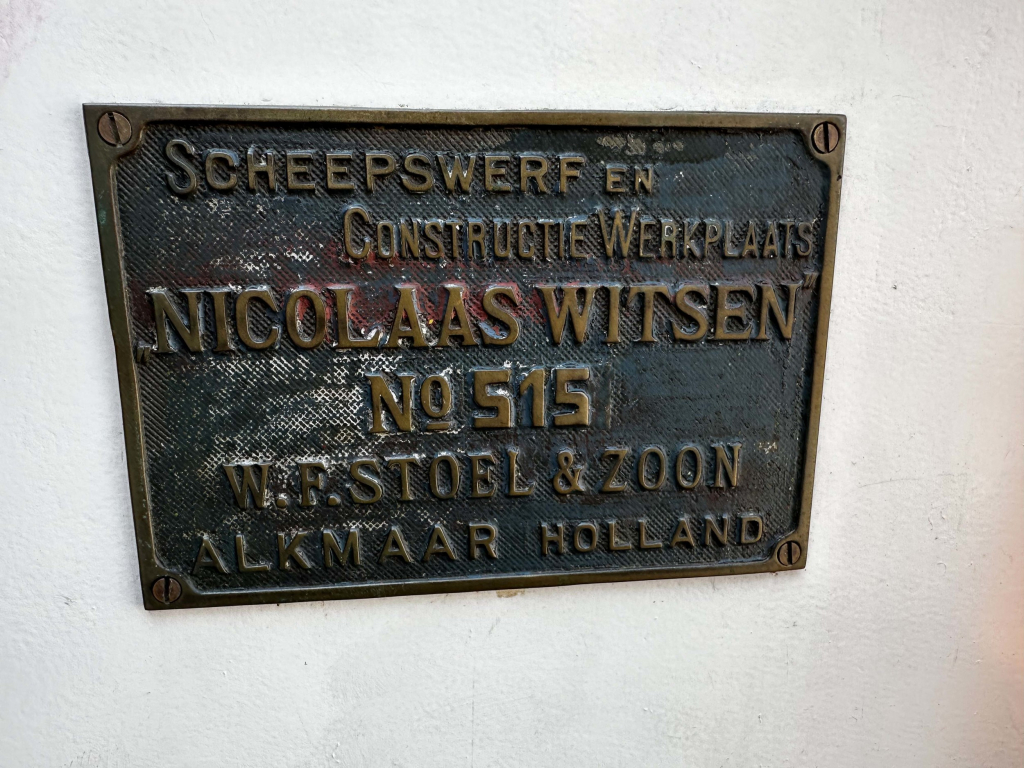 SCHEEPSWERF EN
CONSTRUCTIE WERKPLAATS
„NICOLAAS WITSEN”
No 515
W.F. STOEL & ZOON
ALKMAAR HOLLAND